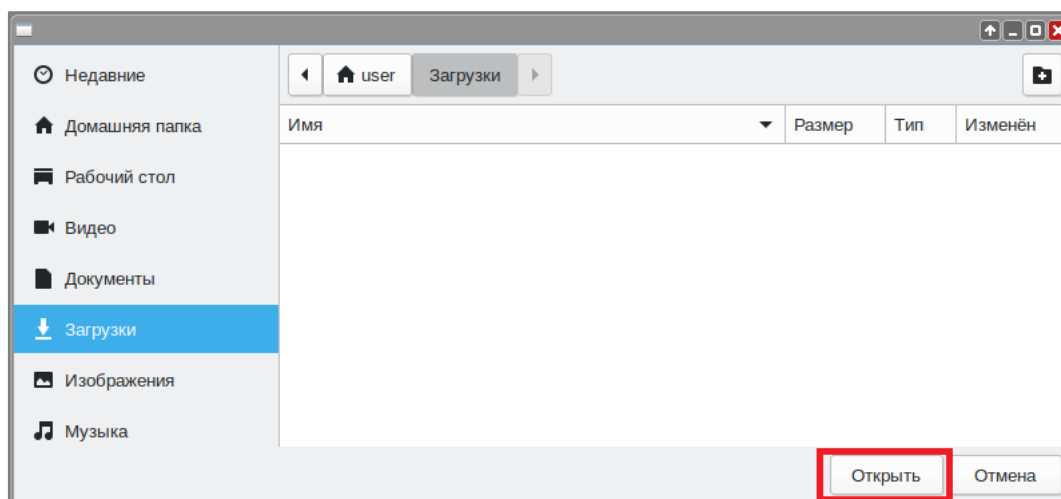 Недавние
Домашняя папка
Рабочий стол
Видео
Документы
Загрузки
Изображения
Музыка
user Загрузки
Имя Размер Тип Изменён
Открыть Отмена